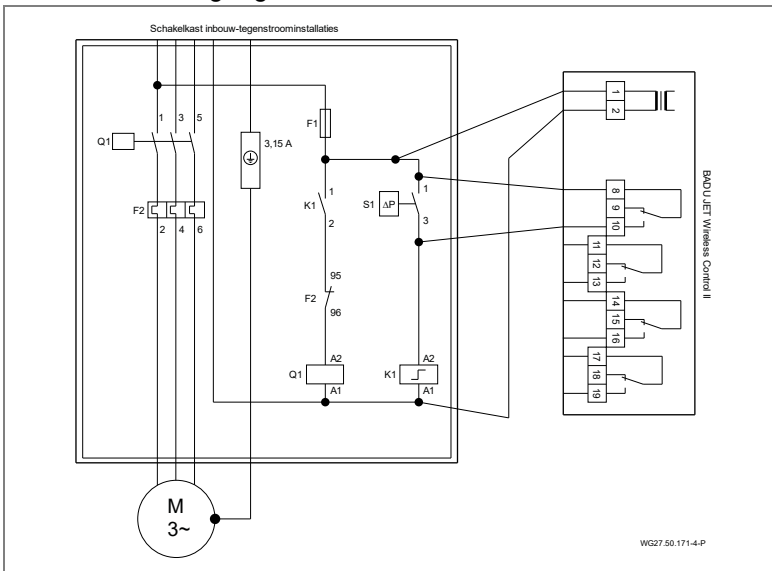 Schakelkast inbouw-tegenstroominstallaties
1 3 5
Q1
F2
2 4 6
3,15 A
F1
K1
1
2
S1 ΔP
1
3
95
F2
96
Q1
A2
A1
K1
A2
A1
M
3~
1
2
8
9
10
11
12
13
14
15
16
17
18
19
BADU JET Wireless Control II
WG27.50.171-4-P